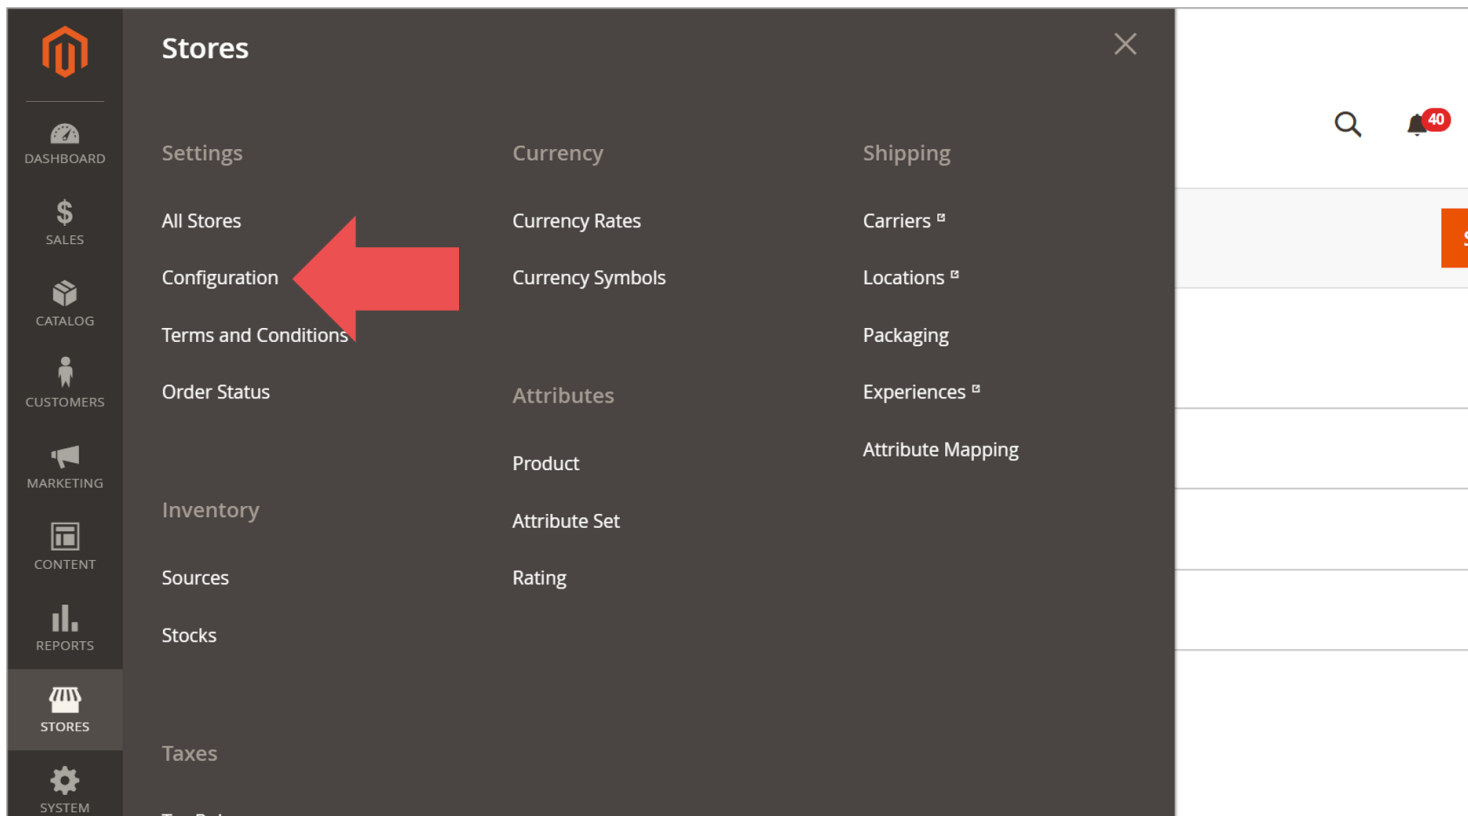 Stores
DASHBOARD
SALES
CATALOG
CUSTOMERS
MARKETING
CONTENT
REPORTS
STORES
SYSTEM
Settings
All Stores
Configuration
Terms and Conditions
Order Status
Inventory
Sources
Stocks
Taxes
Currency
Currency Rates
Currency Symbols
Attributes
Product
Attribute Set
Rating
Shipping
Carriers
Locations
Packaging
Experiences
Attribute Mapping
40